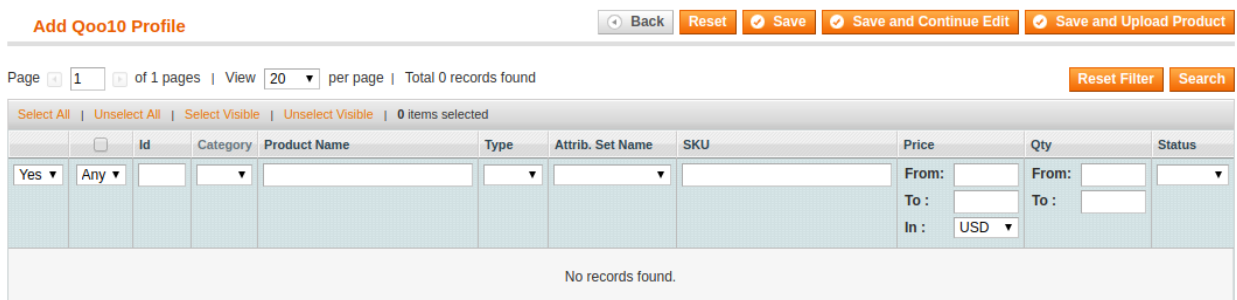 Add Qoo10 Profile Back Reset Save Save and Continue Edit Save and Upload Product
Page 1 of 1 pages | View 20 per page | Total 0 records found Reset Filter Search
Select All | Unselect All | Select Visible | Unselect Visible | 0 items selected
Id Category Product Name Type Attrib. Set Name SKU Price Qty Status
Yes Any From: From:
To : To :
In : USD
No records found.